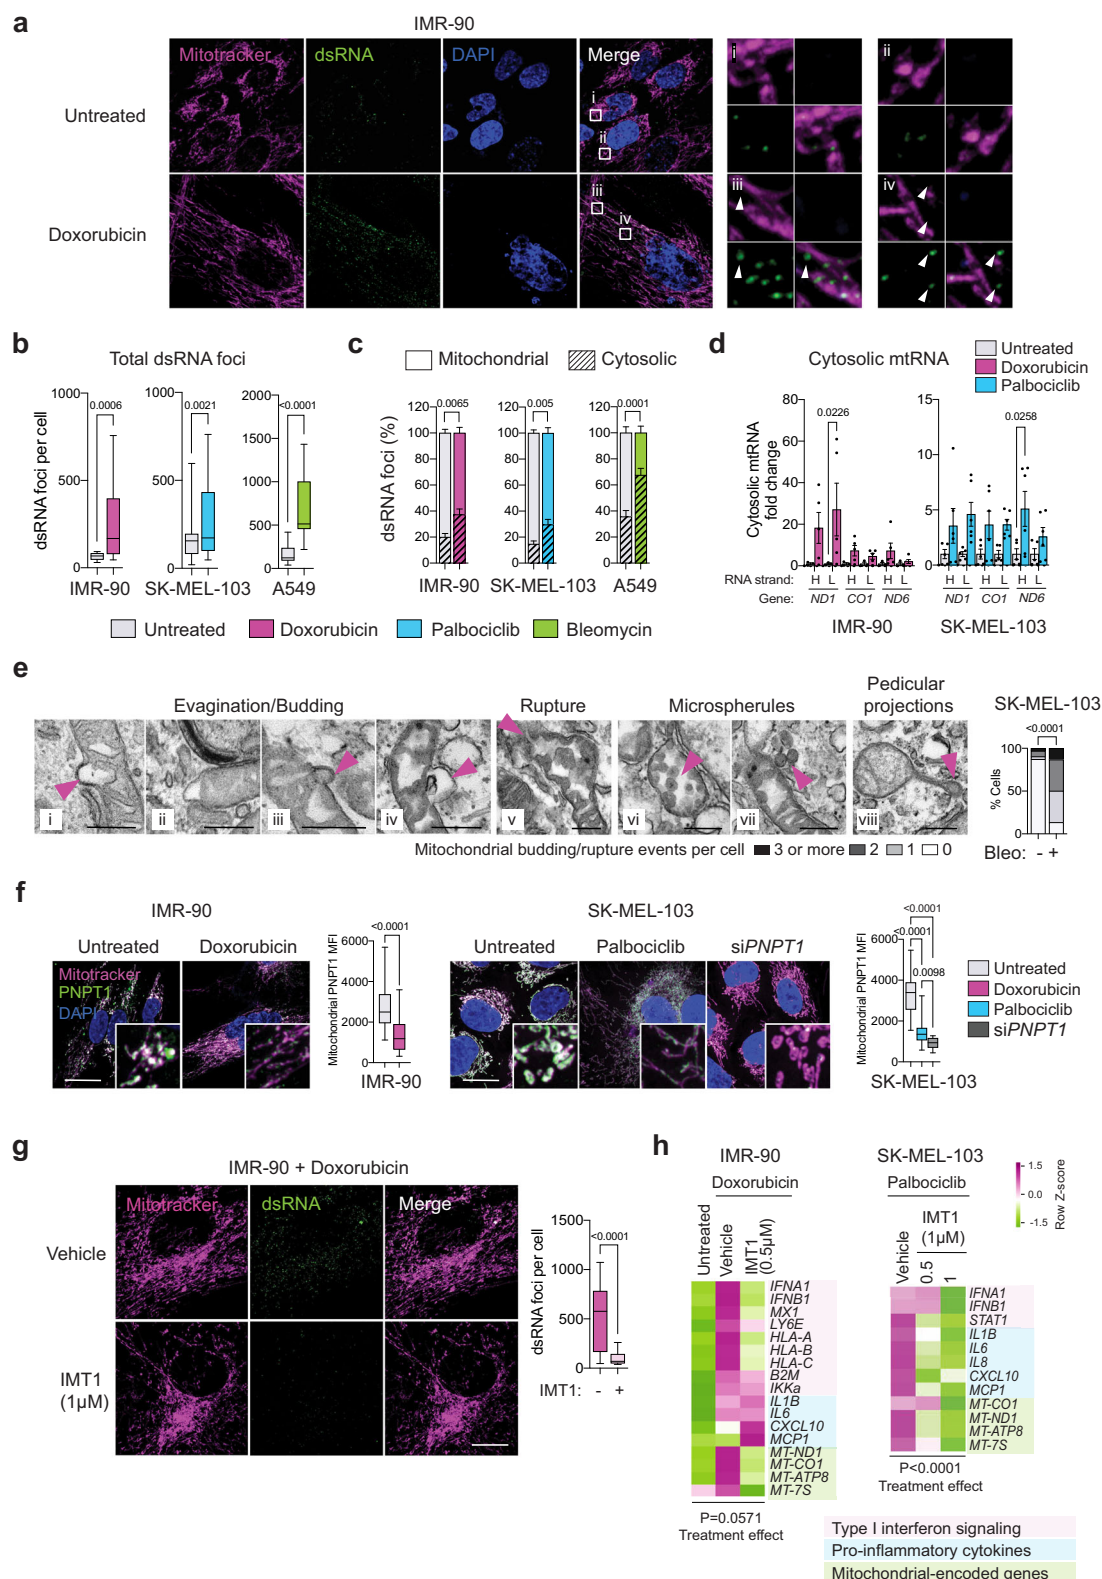 a
IMR-90
Mitotracker dsRNA DAPI Merge
Untreated
Doxorubicin
i
ii
iii
iv
i
ii
iii
iv
b
Total dsRNA foci
dsRNA foci per cell
1000
500
0
0.0006
IMR-90
1000
500
0
0.0021
SK-MEL-103
2000
1500
1000
500
0
<0.0001
A549
c
Mitochondrial Cytosolic
dsRNA foci (%)
120
100
80
60
40
20
0
0.0065
IMR-90
0.005
SK-MEL-103
0.0001
A549
Untreated Doxorubicin Palbociclib Bleomycin
d
Cytosolic mtRNA
Untreated
Doxorubicin
Palbociclib
Cytosolic mtRNA
fold change
80
60
40
20
0
0.0226
15
10
5
0
0.0258
RNA strand: H L H L H L H L H L H L
Gene: ND1 CO1 ND6 ND1 CO1 ND6
IMR-90 SK-MEL-103
e
Evagination/Budding
Rupture
Microspherules
Pedicular
projections
i
ii
iii
iv
v
vi
vii
viii
SK-MEL-103
<0.0001
% Cells
100
50
0
Bleo: - +
Mitochondrial budding/rupture events per cell 3 or more 2 1 0
f
IMR-90
Untreated Doxorubicin
Mitotracker
PNPT1
DAPI
Mitochondrial PNPT1 MFI
6000
4000
2000
0
<0.0001
IMR-90
SK-MEL-103
Untreated Palbociclib siPNPT1
Mitochondrial PNPT1 MFI
6000
4000
2000
0
<0.0001
<0.0001
0.0098
SK-MEL-103
Untreated
Doxorubicin
Palbociclib
siPNPT1
g
IMR-90 + Doxorubicin
Mitotracker dsRNA Merge
Vehicle
IMT1
(1µM)
dsRNA foci per cell
1500
1000
500
0
<0.0001
IMT1: - +
h
IMR-90
Doxorubicin
Untreated
Vehicle
IMT1
(0.5µM)
IFNA1
IFNB1
MX1
LY6E
HLA-A
HLA-B
HLA-C
B2M
IKKa
IL1B
IL6
CXCL10
MCP1
MT-ND1
MT-CO1
MT-ATP8
MT-7S
P=0.0571
Treatment effect
SK-MEL-103
Palbociclib
IMT1
(1µM)
Vehicle
0.5
1
IFNA1
IFNB1
STAT1
IL1B
IL6
IL8
CXCL10
MCP1
MT-CO1
MT-ND1
MT-ATP8
MT-7S
P<0.0001
Treatment effect
1.5
0.0
-1.5
Row Z-score
Type I interferon signaling
Pro-inflammatory cytokines
Mitochondrial-encoded genes